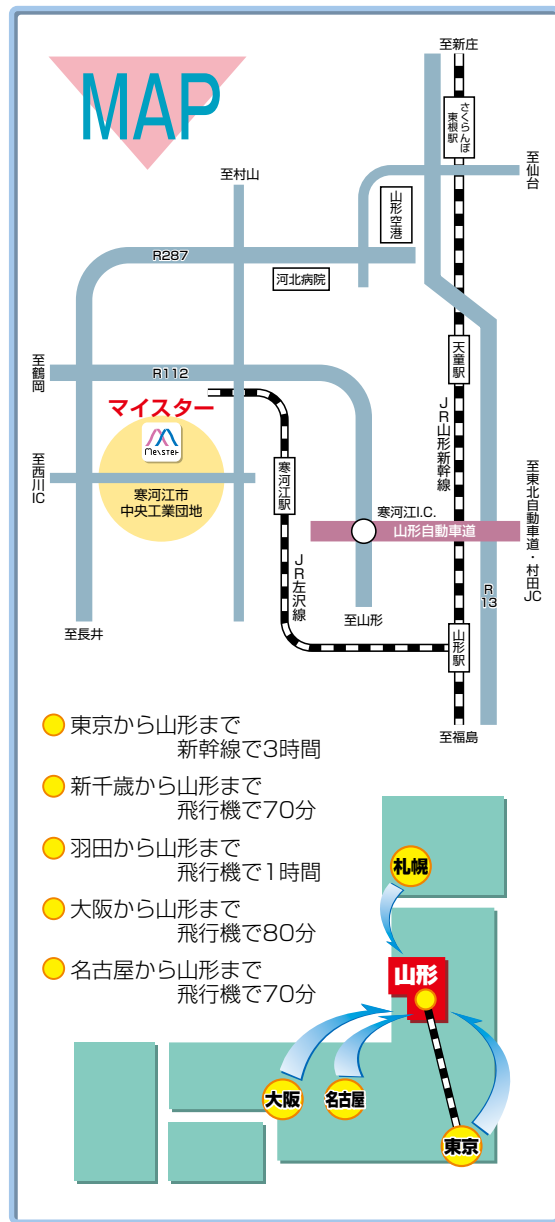 MAP
至新庄
さくらんぼ
東根駅
至仙台
至村山
山形空港
R287
河北病院
至鶴岡
R112
天童駅
マイスター
Meister
JR山形新幹線
至西川IC
寒河江市
中央工業団地
寒河江駅
寒河江I.C.
山形自動車道
至東北自動車道・村田JC
JR左沢線
R13
至長井
至山形
山形駅
至福島
東京から山形まで
新幹線で3時間
新千歳から山形まで
飛行機で70分
羽田から山形まで
飛行機で1時間
大阪から山形まで
飛行機で80分
名古屋から山形まで
飛行機で70分
札幌
山形
大阪
名古屋
東京